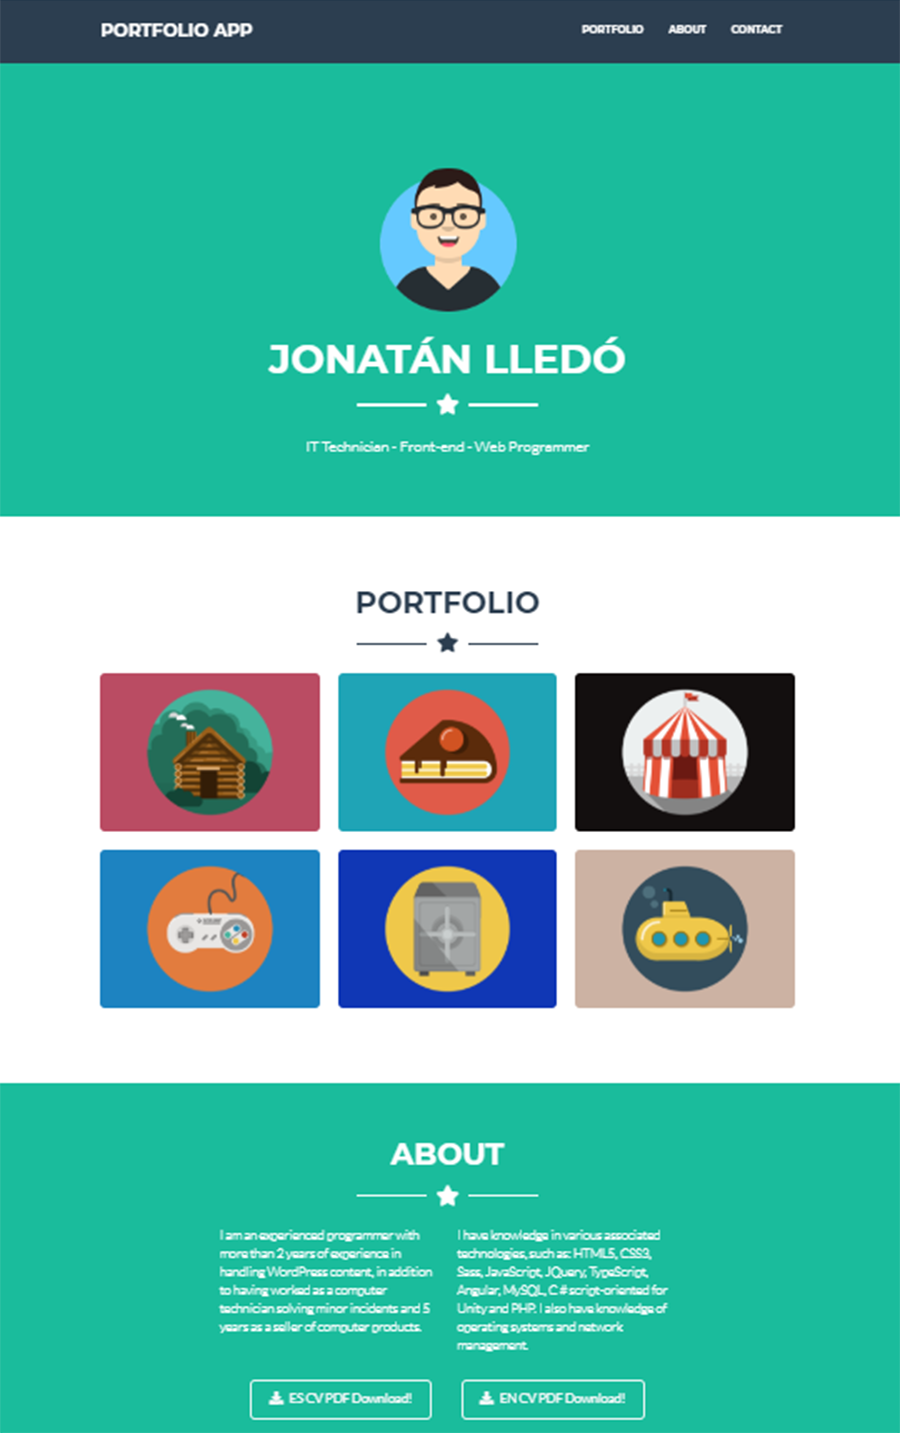 PORTFOLIO APP
PORTFOLIO ABOUT CONTACT
JONATÁN LLEDÓ
IT Technician - Front-end - Web Programmer
PORTFOLIO
ABOUT
I am an experienced programmer with
more than 2 years of experience in
handling WordPress content, in addition
to having worked as a computer
technician solving minor incidents and 5
years as a seller of computer products.
I have knowledge in various associated
technologies, such as: HTML5, CSS3,
Sass, JavaScript, JQuery, TypeScript,
Angular, MySQL, C # script-oriented for
Unity and PHP. I also have knowledge of
operating systems and network
management.
ES CV PDF Download!
EN CV PDF Download!